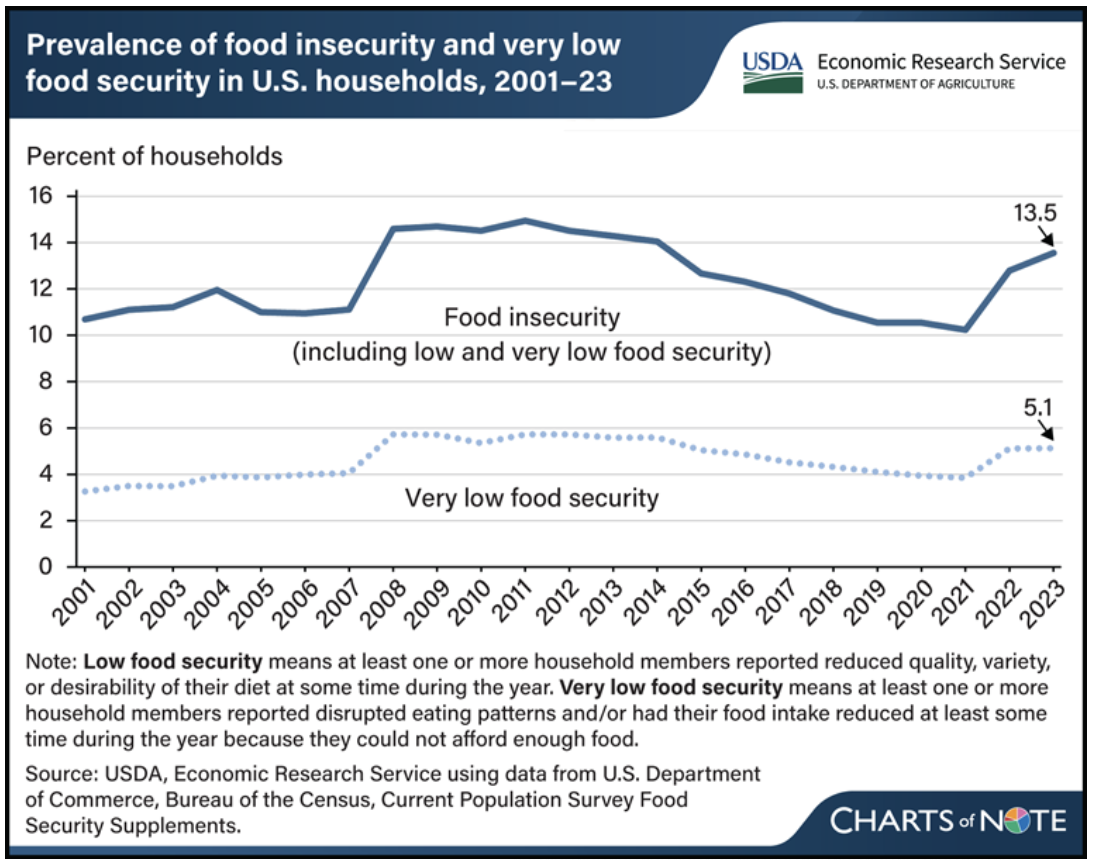 Prevalence of food insecurity and very low
food security in U.S. households, 2001–23
USDA
Economic Research Service
U.S. DEPARTMENT OF AGRICULTURE
Percent of households
16
14
12
10
8
6
4
2
0
13.5
Food insecurity
(including low and very low food security)
5.1
Very low food security
2001
2002
2003
2004
2005
2006
2007
2008
2009
2010
2011
2012
2013
2014
2015
2016
2017
2018
2019
2020
2021
2022
2023
Note: Low food security means at least one or more household members reported reduced quality, variety,
or desirability of their diet at some time during the year. Very low food security means at least one or more
household members reported disrupted eating patterns and/or had their food intake reduced at least some
time during the year because they could not afford enough food.
Source: USDA, Economic Research Service using data from U.S. Department
of Commerce, Bureau of the Census, Current Population Survey Food
Security Supplements.
CHARTS of NOTE